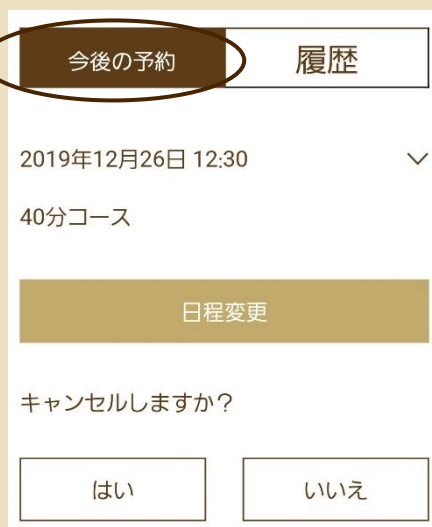 今後の予約 履歴
2019年12月26日 12:30
40分コース
日程変更
キャンセルしますか?
はい いいえ